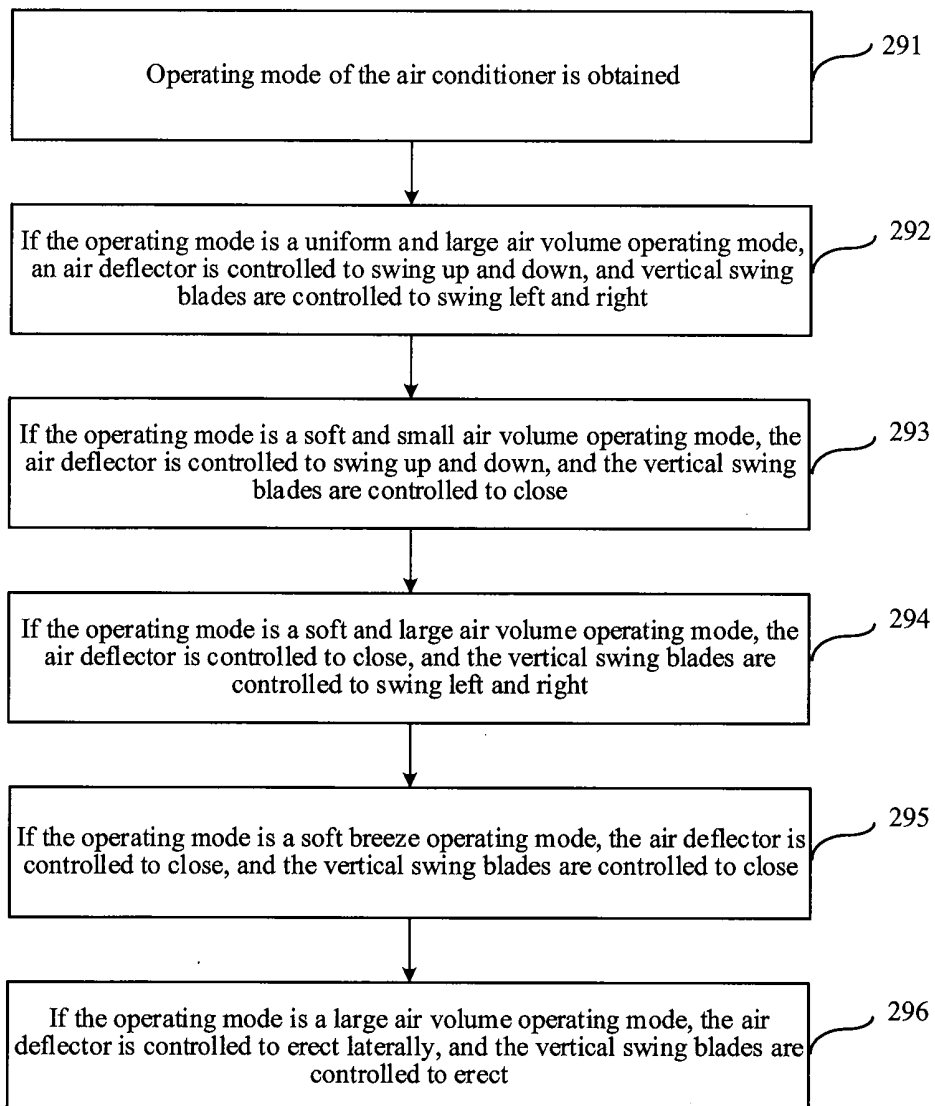 291
Operating mode of the air conditioner is obtained
292
If the operating mode is a uniform and large air volume operating mode,
an air deflector is controlled to swing up and down, and vertical swing
blades are controlled to swing left and right
293
If the operating mode is a soft and small air volume operating mode, the
air deflector is controlled to swing up and down, and the vertical swing
blades are controlled to close
294
If the operating mode is a soft and large air volume operating mode, the
air deflector is controlled to close, and the vertical swing blades are
controlled to swing left and right
295
If the operating mode is a soft breeze operating mode, the air deflector is
controlled to close, and the vertical swing blades are controlled to close
296
If the operating mode is a large air volume operating mode, the air
deflector is controlled to erect laterally, and the vertical swing blades are
controlled to erect